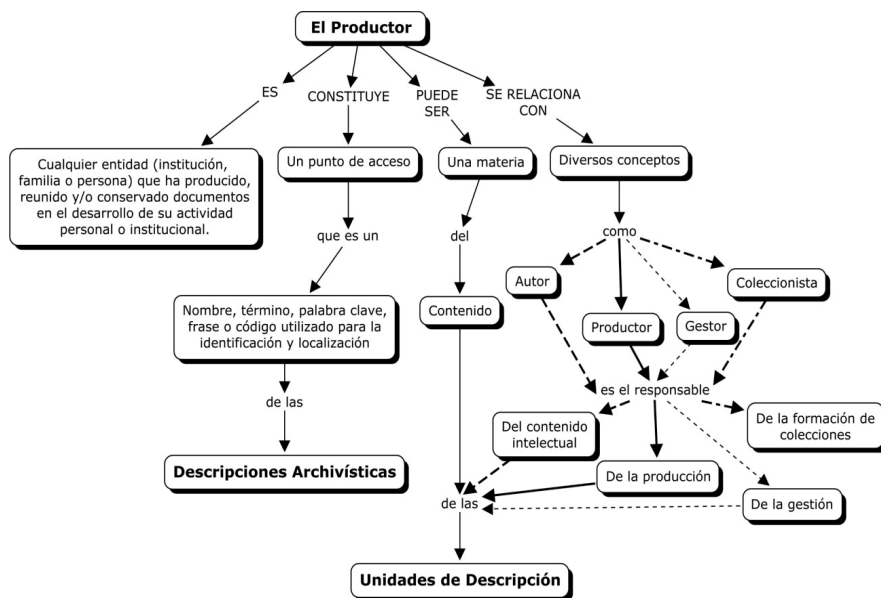 El Productor
ES
CONSTITUYE
PUEDE
SER
SE RELACIONA
CON
Cualquier entidad (institución,
familia o persona) que ha producido,
reunido y/o conservado documentos
en el desarrollo de su actividad
personal o institucional.
Un punto de acceso
Una materia
Diversos conceptos
que es un
del
como
Autor
Coleccionista
Nombre, término, palabra clave,
frase o código utilizado para la
identificación y localización
Contenido
Productor
Gestor
es el responsable
de las
Del contenido
intelectual
De la formación de
colecciones
Descripciones Archivísticas
De la producción
de las
De la gestión
Unidades de Descripción